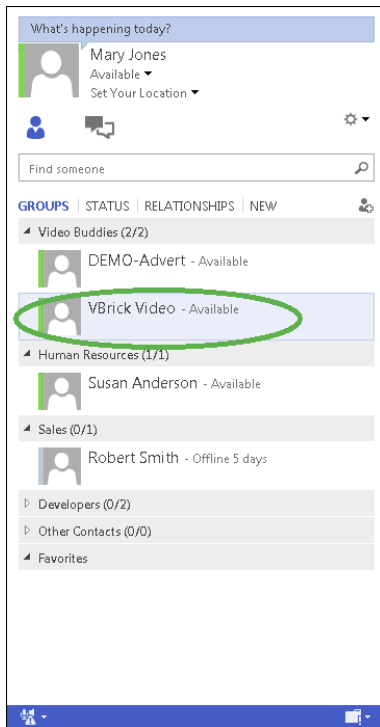 What's happening today?
Mary Jones
Available
Set Your Location
Find someone
GROUPS STATUS RELATIONSHIPS NEW
Video Buddies (2/2)
DEMO-Advert - Available
VBrick Video - Available
Human Resources (1/1)
Susan Anderson - Available
Sales (0/1)
Robert Smith - Offline 5 days
Developers (0/2)
Other Contacts (0/0)
Favorites